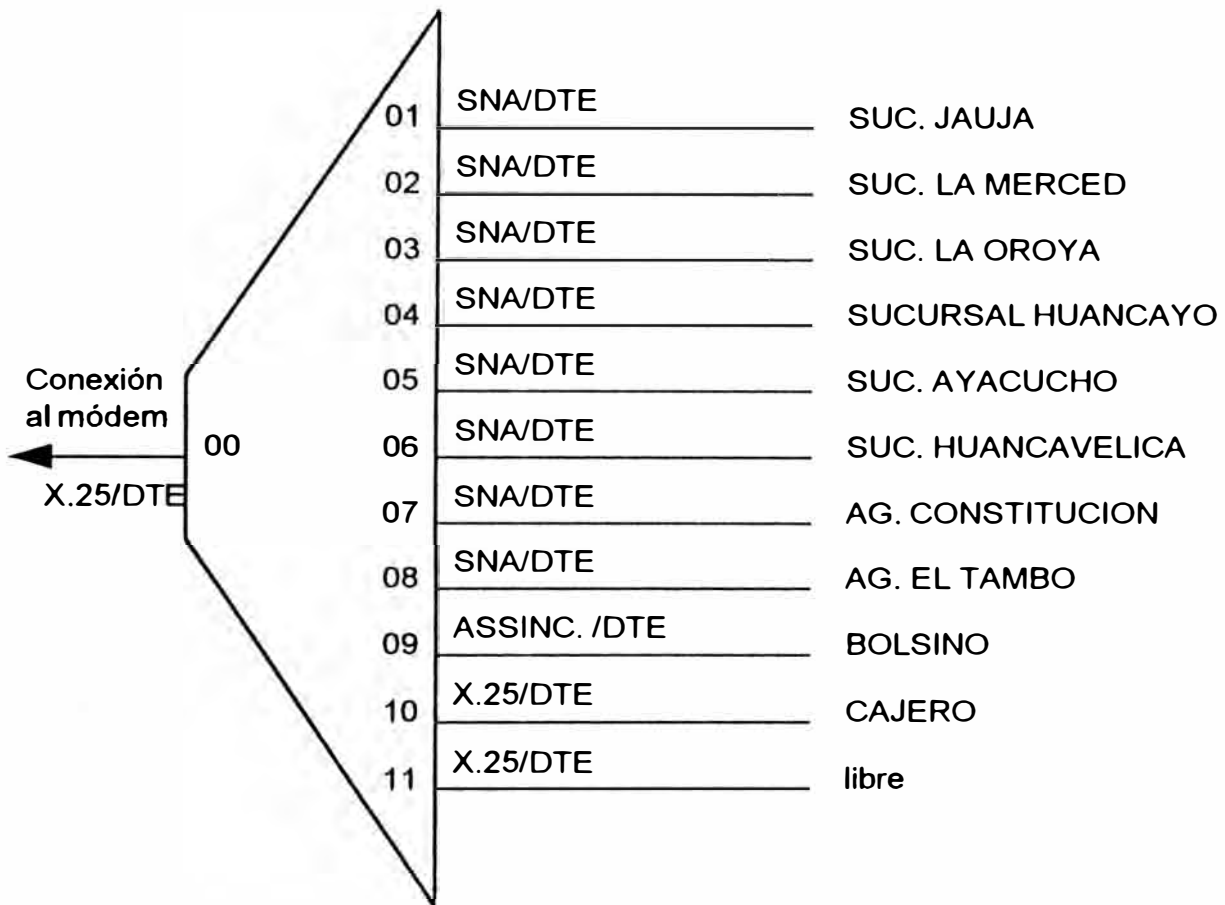 01 SNA/DTE SUC. JAUJA
02 SNA/DTE SUC. LA MERCED
03 SNA/DTE SUC. LA OROYA
04 SNA/DTE SUCURSAL HUANCAYO
05 SNA/DTE SUC. AYACUCHO
Conexión
al módem
00
X.25/DTE
06 SNA/DTE SUC. HUANCAVELICA
07 SNA/DTE AG. CONSTITUCION
08 SNA/DTE AG. EL TAMBO
09 ASSINC. /DTE BOLSINO
10 X.25/DTE CAJERO
11 X.25/DTE libre